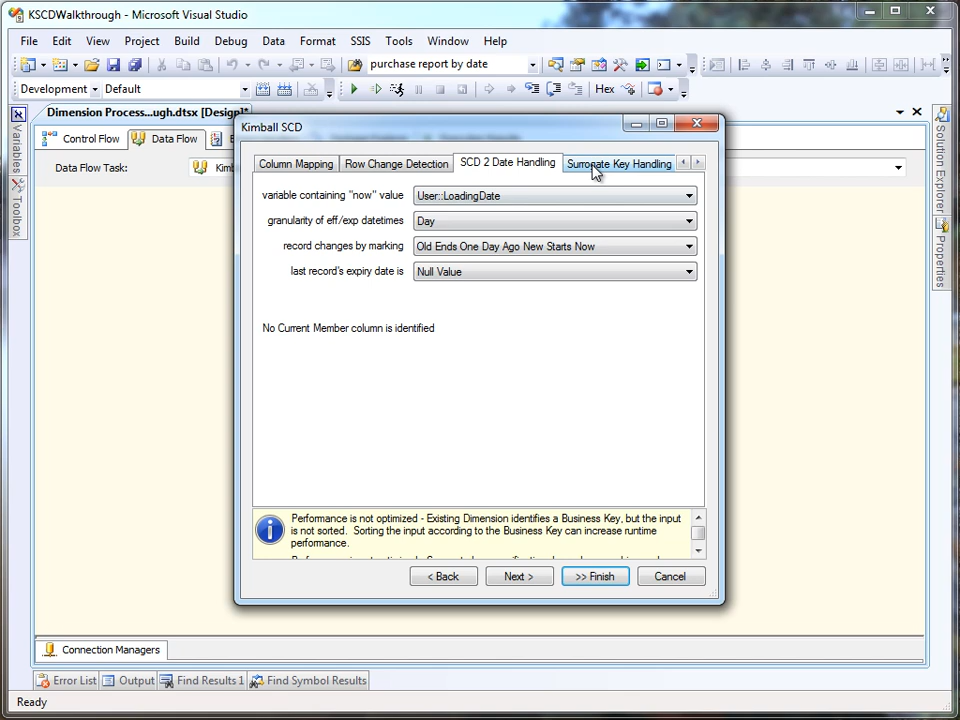 KSCDWalkthrough - Microsoft Visual Studio
File Edit View Project Build Debug Data Format SSIS Tools Window Help
purchase report by date
Development Default Hex
Dimension Process...ugh.dtsx [Design]*
Control Flow Data Flow
Data Flow Task: Kimb
Variables
Toolbox
Solution Explorer
Properties
Kimball SCD
Column Mapping Row Change Detection SCD 2 Date Handling Surrogate Key Handling
variable containing "now" value User::LoadingDate
granularity of eff/exp datetimes Day
record changes by marking Old Ends One Day Ago New Starts Now
last record's expiry date is Null Value
No Current Member column is identified
Performance is not optimized - Existing Dimension identifies a Business Key, but the input
is not sorted. Sorting the input according to the Business Key can increase runtime
performance.
< Back Next > >> Finish Cancel
Connection Managers
Error List Output Find Results 1 Find Symbol Results
Ready